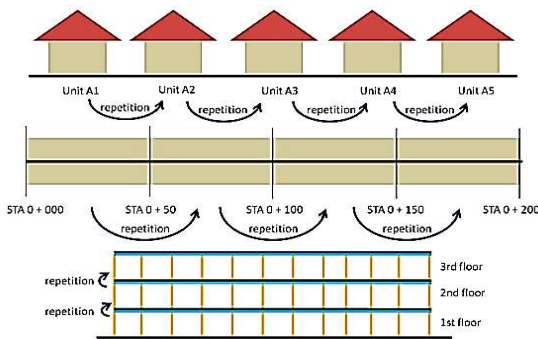 Unit A1 Unit A2 Unit A3 Unit A4 Unit A5
repetition repetition repetition repetition
STA 0 + 000 STA 0 + 50 STA 0 + 100 STA 0 + 150 STA 0 + 200
repetition repetition repetition
3rd floor
repetition
2nd floor
repetition
1st floor